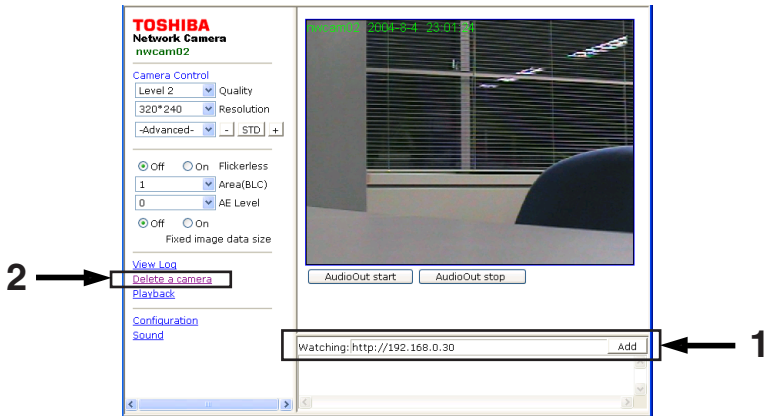 TOSHIBA
Network Camera
nwcam02
Camera Control
Level 2 Quality
320*240 Resolution
-Advanced- - STD +
Off On Flickerless
1 Area(BLC)
0 AE Level
Off On
Fixed image data size
View Log
Delete a camera
Playback
Configuration
Sound
2
nwcam02 2004-8-4 23:01:
AudioOut start AudioOut stop
Watching: http://192.168.0.30 Add
1